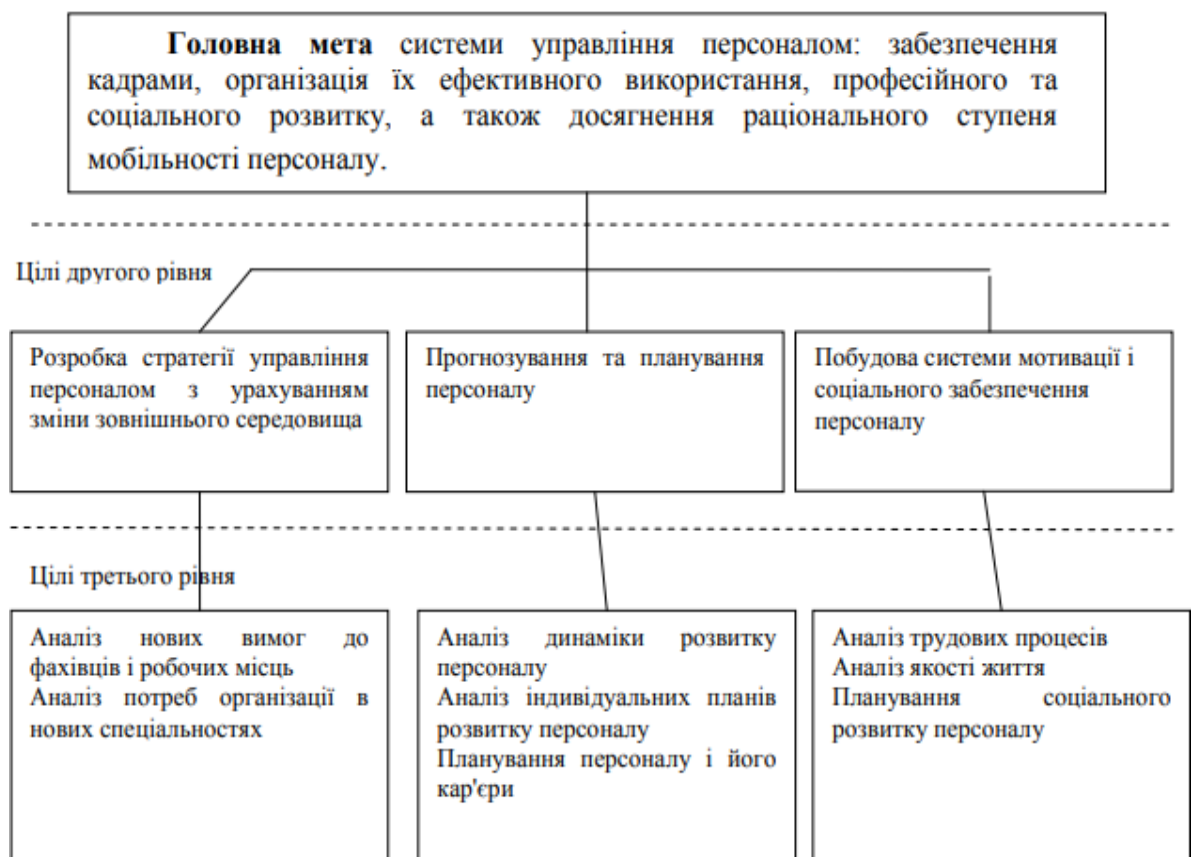 Головна мета системи управління персоналом: забезпечення
кадрами, організація їх ефективного використання, професійного та
соціального розвитку, а також досягнення раціонального ступеня
мобільності персоналу.
Цілі другого рівня
Розробка стратегії управління
персоналом з урахуванням
зміни зовнішнього середовища
Прогнозування та планування
персоналу
Побудова системи мотивації і
соціального забезпечення
персоналу
Цілі третього рівня
Аналіз нових вимог до
фахівців і робочих місць
Аналіз потреб організації в
нових спеціальностях
Аналіз динаміки розвитку
персоналу
Аналіз індивідуальних планів
розвитку персоналу
Планування персоналу і його
кар'єри
Аналіз трудових процесів
Аналіз якості життя
Планування соціального
розвитку персоналу